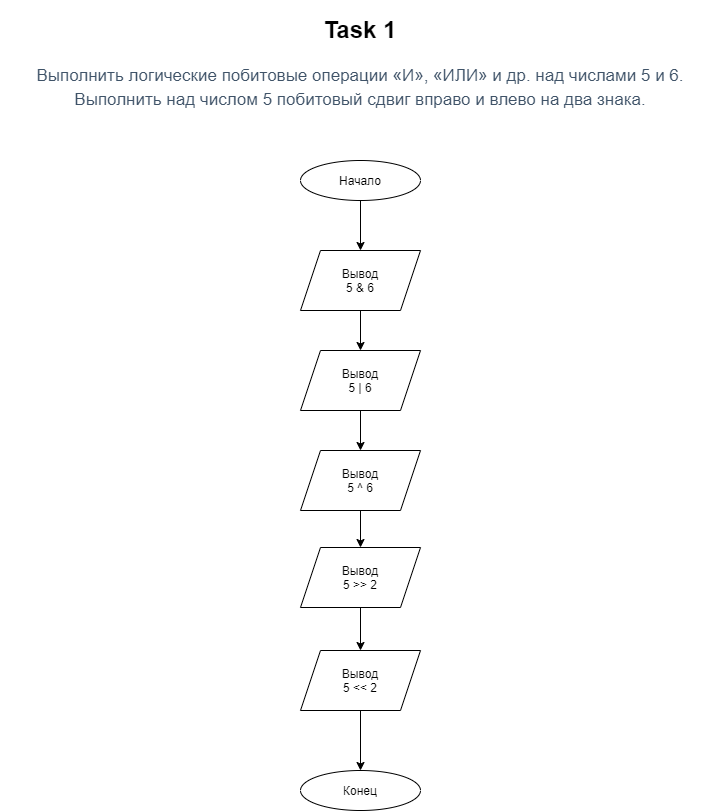 Task 1
Выполнить логические побитовые операции «И», «ИЛИ» и др. над числами 5 и 6.
Выполнить над числом 5 побитовый сдвиг вправо и влево на два знака.
Начало
Вывод
5 & 6
Вывод
5 | 6
Вывод
5 ^ 6
Вывод
5 >> 2
Вывод
5 << 2
Конец